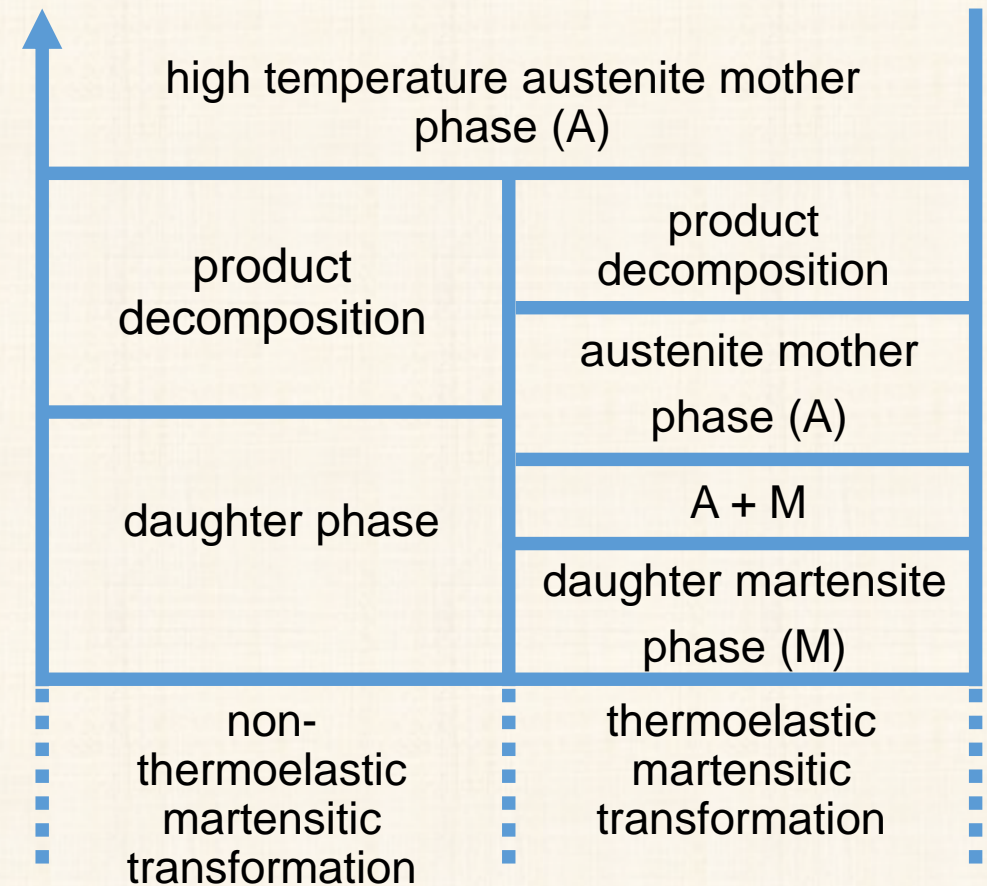 high temperature austenite mother
phase (A)
product
decomposition
daughter phase
product
decomposition
austenite mother
phase (A)
A + M
daughter martensite
phase (M)
non-
thermoelastic
martensitic
transformation
thermoelastic
martensitic
transformation